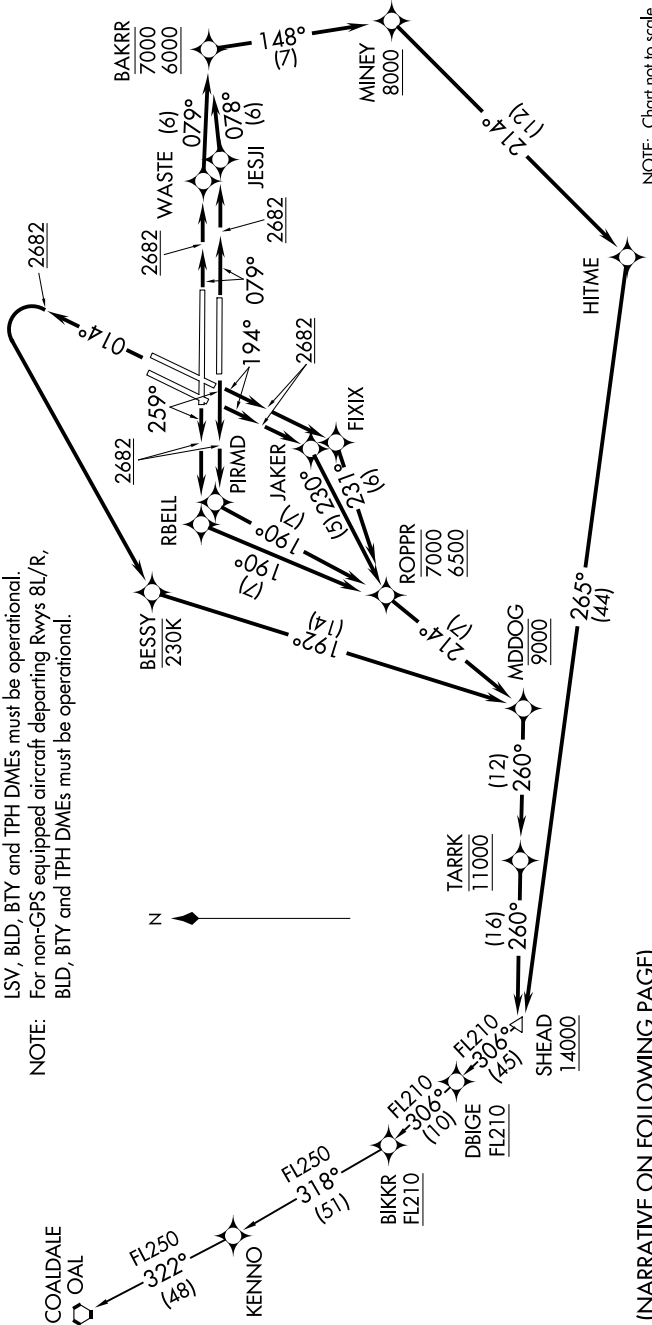 LSV, BLD, BTY and TPH DMEs must be operational.
NOTE: For non-GPS equipped aircraft departing Rwys 8L/R,
BLD, BTY and TPH DMEs must be operational.
COALDALE
OAL
FL250
322°
(48)
KENNO
FL250
318°
(51)
BIKKR
FL210
FL210
306°
(10)
DBIGE
FL210
FL210
306°
(45)
SHEAD
14000
(16)
260°
TARRK
11000
(12)
260°
MDDOG
9000
N
BESSY
230K
192°
(14)
RBELL
190°
(7)
PIRMD
190°
(7)
ROPPR
7000
6500
214°
(7)
JAKER
(5) 230°
FIXIX
231°
(6)
2682
259°
194°
2682
014°
2682
2682
079°
2682
WASTE
(6)
079°
JESJI
078°
(6)
BAKRR
7000
6000
148°
(7)
MINEY
8000
214°
(12)
HITME
265°
(44)
NOTE: Chart not to scale
(NARRATIVE ON FOLLOWING PAGE)